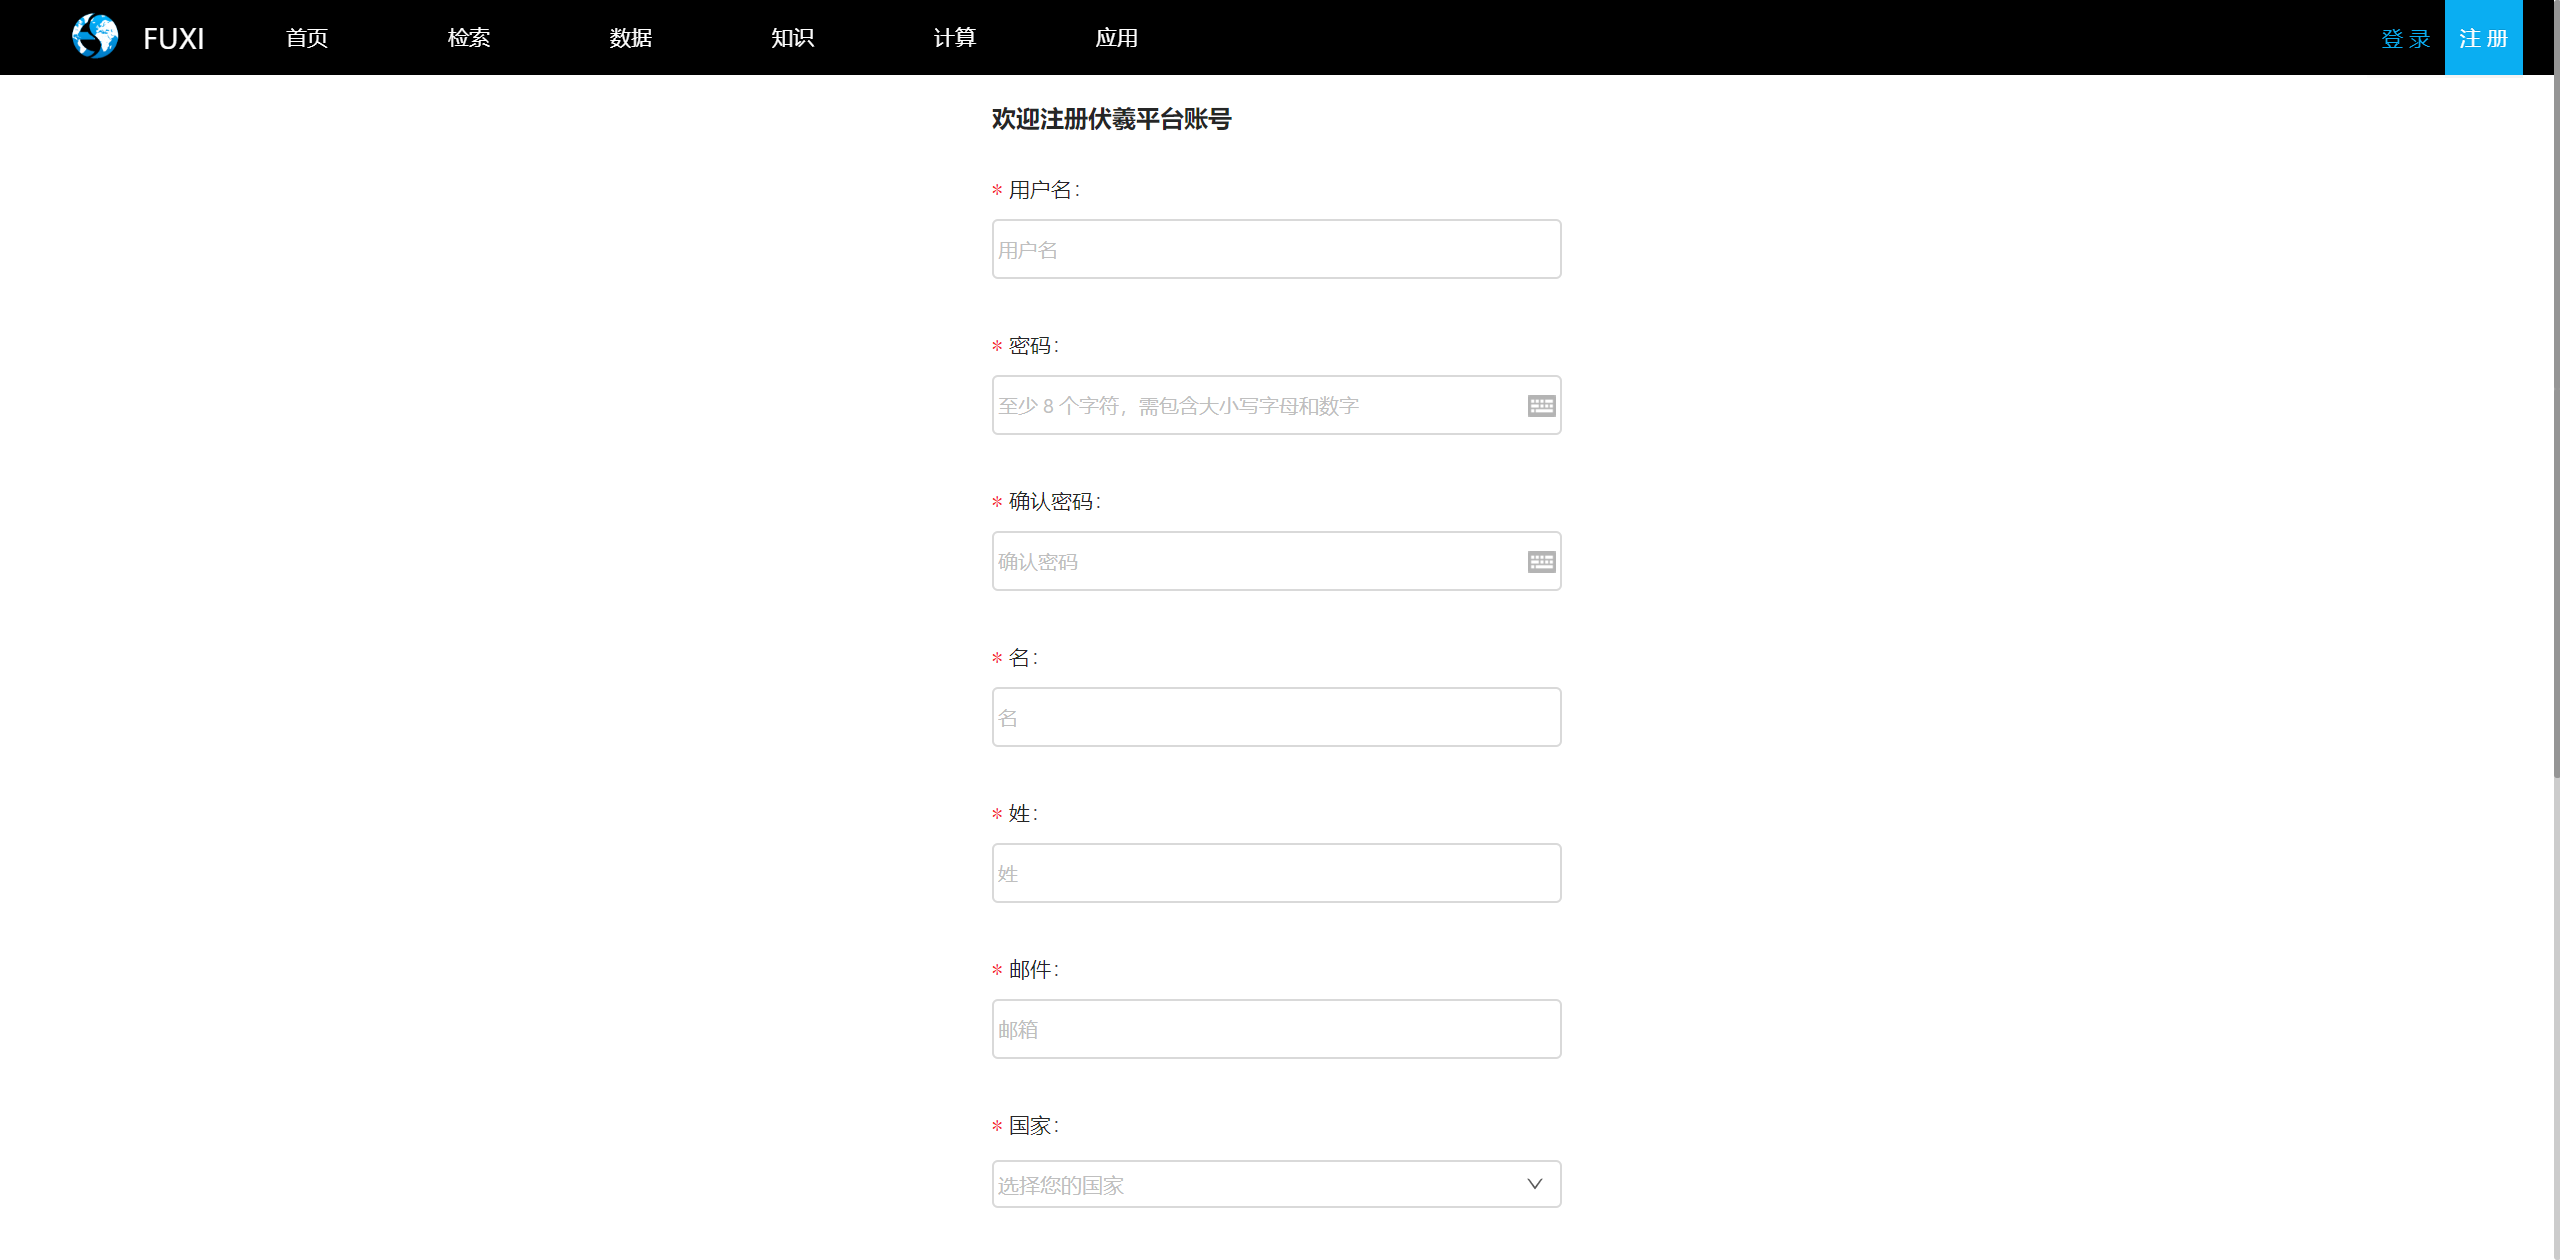 FUXI 首页 检索 数据 知识 计算 应用 登录 注册
欢迎注册伏羲平台账号
* 用户名:
用户名
* 密码:
至少 8 个字符，需包含大小写字母和数字
* 确认密码:
确认密码
* 名:
名
* 姓:
姓
* 邮件:
邮箱
* 国家:
选择您的国家